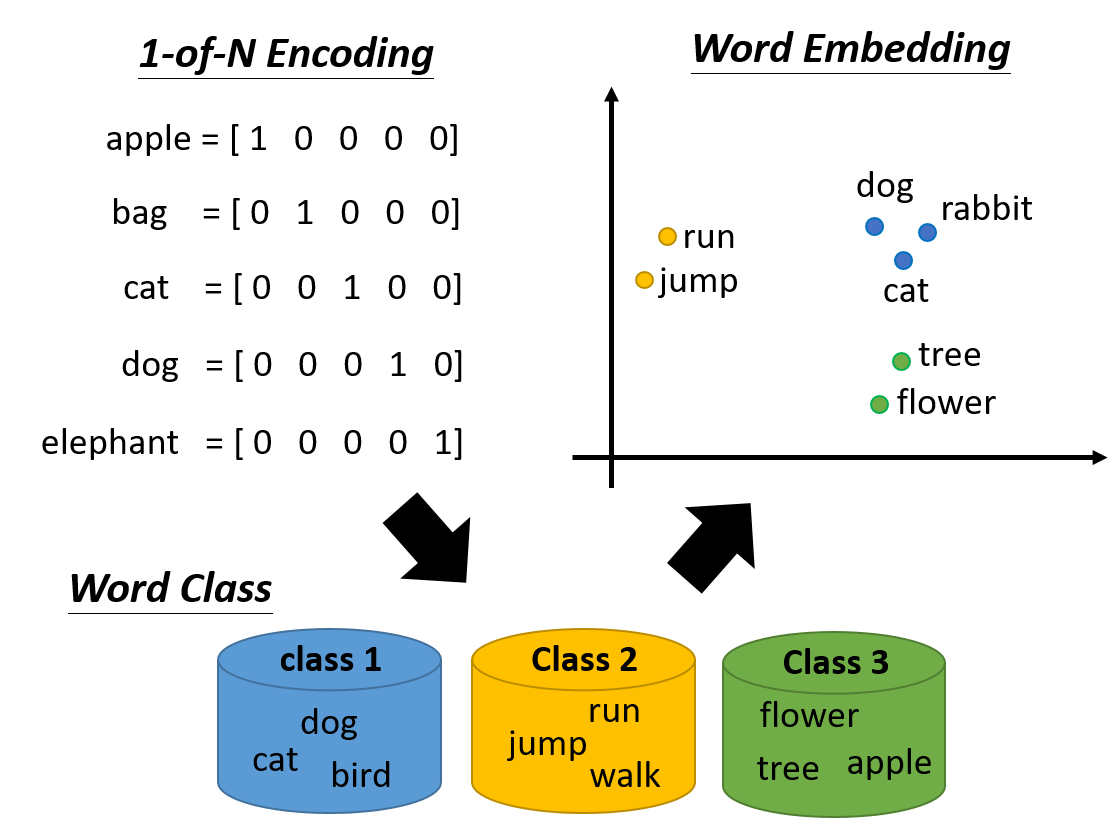 1-of-N Encoding
apple = [ 1 0 0 0 0]
bag = [ 0 1 0 0 0]
cat = [ 0 0 1 0 0]
dog = [ 0 0 0 1 0]
elephant = [ 0 0 0 0 1]
Word Embedding
dog
rabbit
run
cat
jump
tree
flower
Word Class
class 1
dog
cat
bird
Class 2
run
jump
walk
Class 3
flower
tree
apple